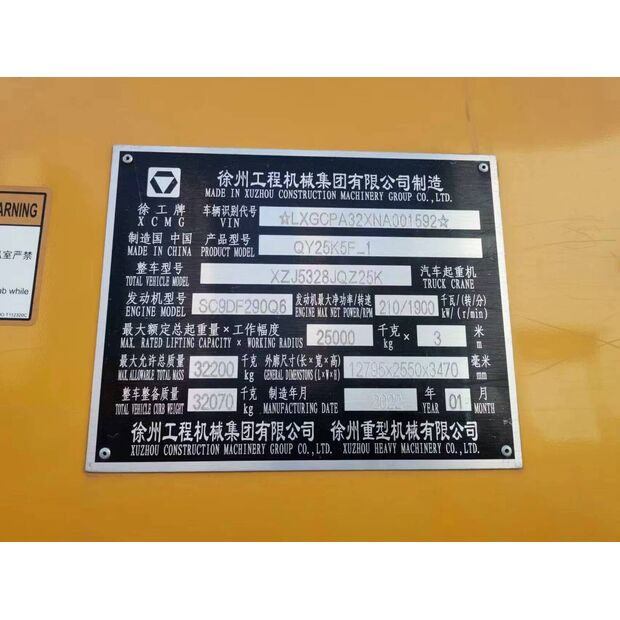 徐州工程机械集团有限公司制造
MADE IN XUZHOU CONSTRUCTION MACHINERY GROUP CO.,LTD.
徐工牌 车辆识别代号 ☆LXGCPA32XNA001592☆
XCMG VIN
制造国 中国 产品型号 QY25K5F_1
MADE IN CHINA PRODUCT MODEL
整车型号 XZJ5328JQZ25K 汽车起重机
TOTAL VEHICLE MODEL TRUCK CRANE
发动机型号 SC9DF290Q6 发动机最大净功率/转速 210/1900 千瓦/(转/分)
ENGINE MODEL ENGINE MAX NET POWER/RPM kW/(r/min)
最大额定总起重量×工作幅度 25000 千克 × 3 米
MAX. RATED LIFTING CAPACITY × WORKING RADIUS kg m
最大允许总质量 32200 千克 外廓尺寸(长×宽×高) 12795x2550x3470 毫米
MAX ALLOWABLE TOTAL MASS kg GENERAL DIMENSIONS (L×W×H) mm
整车整备质量 32070 千克 制造年月 2022 年 01 月
TOTAL VEHICLE CURB WEIGHT kg MANUFACTURING DATE YEAR MONTH
徐州工程机械集团有限公司 徐州重型机械有限公司
XUZHOU CONSTRUCTION MACHINERY GROUP CO.,LTD. XUZHOU HEAVY MACHINERY CO.,LTD.
ARNING
室严禁
ab while